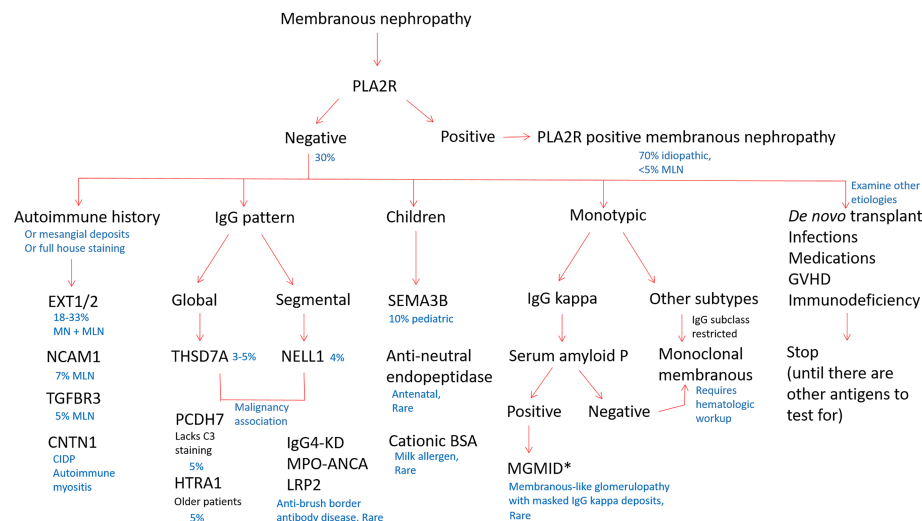 Membranous nephropathy
PLA2R
Negative
30%
Positive
PLA2R positive membranous nephropathy
70% idiopathic,
<5% MLN
Autoimmune history
Or mesangial deposits
Or full house staining
EXT1/2
18-33%
MN + MLN
NCAM1
7% MLN
TGFBR3
5% MLN
CNTN1
CIDP
Autoimmune
myositis
IgG pattern
Global
THSD7A 3-5%
Segmental
NELL1 4%
Malignancy
association
PCDH7
Lacks C3
staining
5%
HTRA1
Older patients
5%
IgG4-KD
MPO-ANCA
LRP2
Anti-brush border
antibody disease, Rare
Children
SEMA3B
10% pediatric
Anti-neutral
endopeptidase
Antenatal,
Rare
Cationic BSA
Milk allergen,
Rare
Monotypic
IgG kappa
Serum amyloid P
Positive
Negative
MGMID*
Membranous-like glomerulopathy
with masked IgG kappa deposits,
Rare
Other subtypes
IgG subclass
restricted
Monoclonal
membranous
Requires
hematologic
workup
Examine other
etiologies
De novo transplant
Infections
Medications
GVHD
Immunodeficiency
Stop
(until there are
other antigens to
test for)